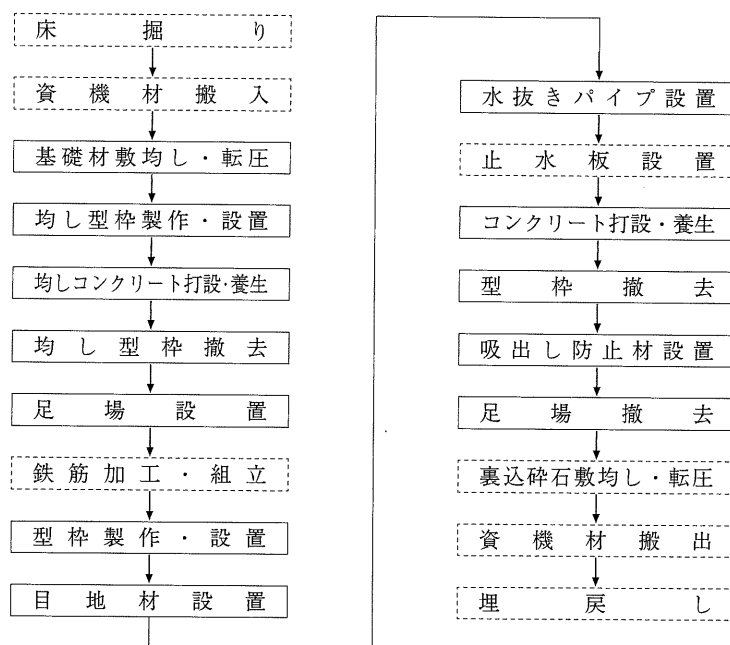 床掘り
資機材搬入
基礎材敷均し・転圧
均し型枠製作・設置
均しコンクリート打設・養生
均し型枠撤去
足場設置
鉄筋加工・組立
型枠製作・設置
目地材設置
水抜きパイプ設置
止水板設置
コンクリート打設・養生
型枠撤去
吸出し防止材設置
足場撤去
裏込砕石敷均し・転圧
資機材搬出
埋戻し